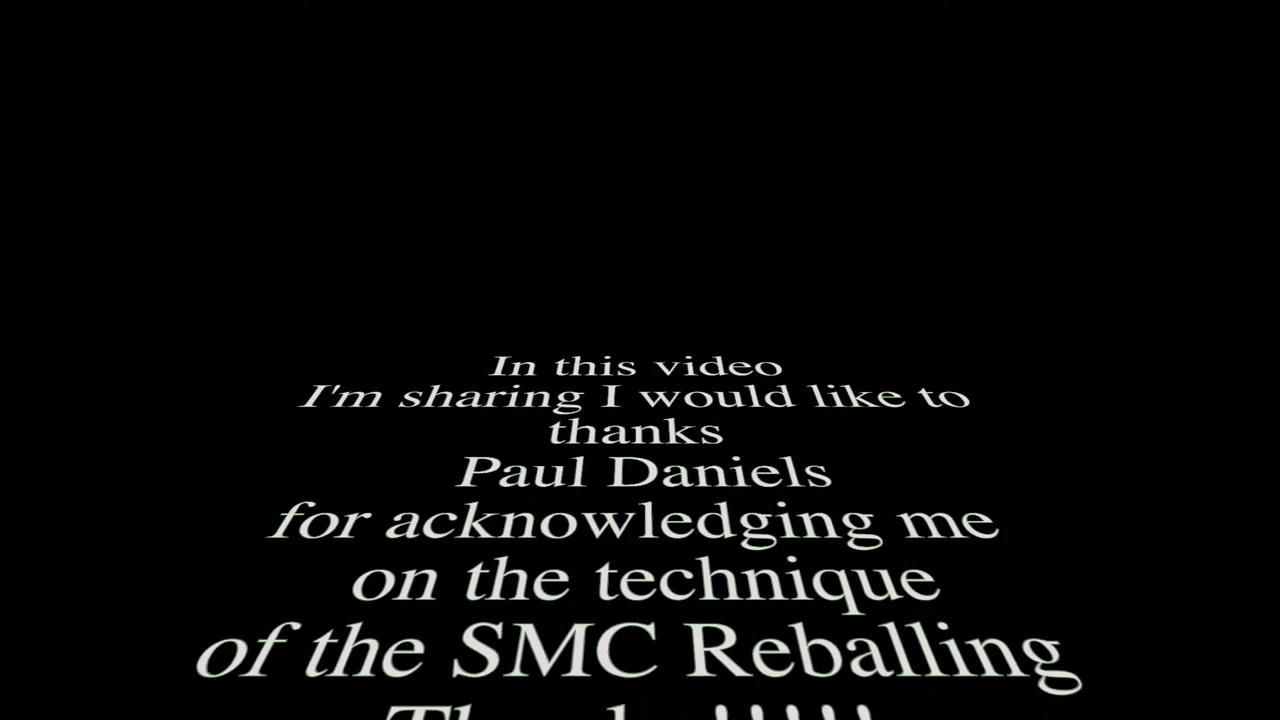 In this video
I'm sharing I would like to
thanks
Paul Daniels
for acknowledging me
on the technique
of the SMC Reballing